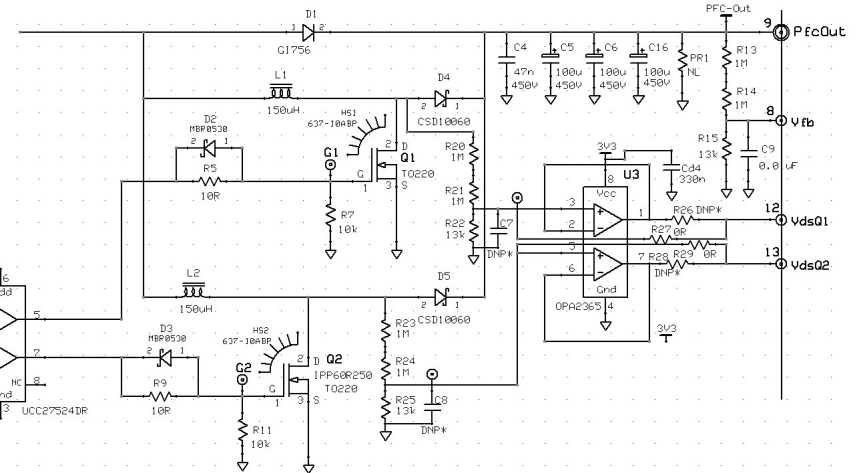 PFC-Out
D1
1
2
9
PfcOut
G1756
C4
47n
450V
C5
100u
450V
C6
100u
450V
C16
100u
450V
PR1
NL
R13
1M
R14
1M
8
Vfb
R15
13k
C9
L1
150uH
D4
2
1
CSD10060
HS1
637-10ABP
D2
MBR0530
2
1
R5
10R
G1
G
1
2
D
Q1
TO220
3
S
R7
10k
R20
1M
R21
1M
R22
13k
C7
DNP*
3V3
8
U3
Vcc
Cd4
330n
3
2
1
R26
DNP*
12
VdsQ1
R27
0R
5
6
7
R28
DNP*
R29
0R
13
VdsQ2
Gnd
OPA2365
4
3V3
L2
150uH
D5
2
1
CSD10060
6
dd
5
7
NC
8
nd
3
UCC27524DR
D3
MBR0530
2
1
R9
10R
HS2
637-10ABP
G2
G
1
2
D
Q2
IPP60R250
TO220
3
S
R11
10k
R23
1M
R24
1M
R25
13k
C8
DNP*